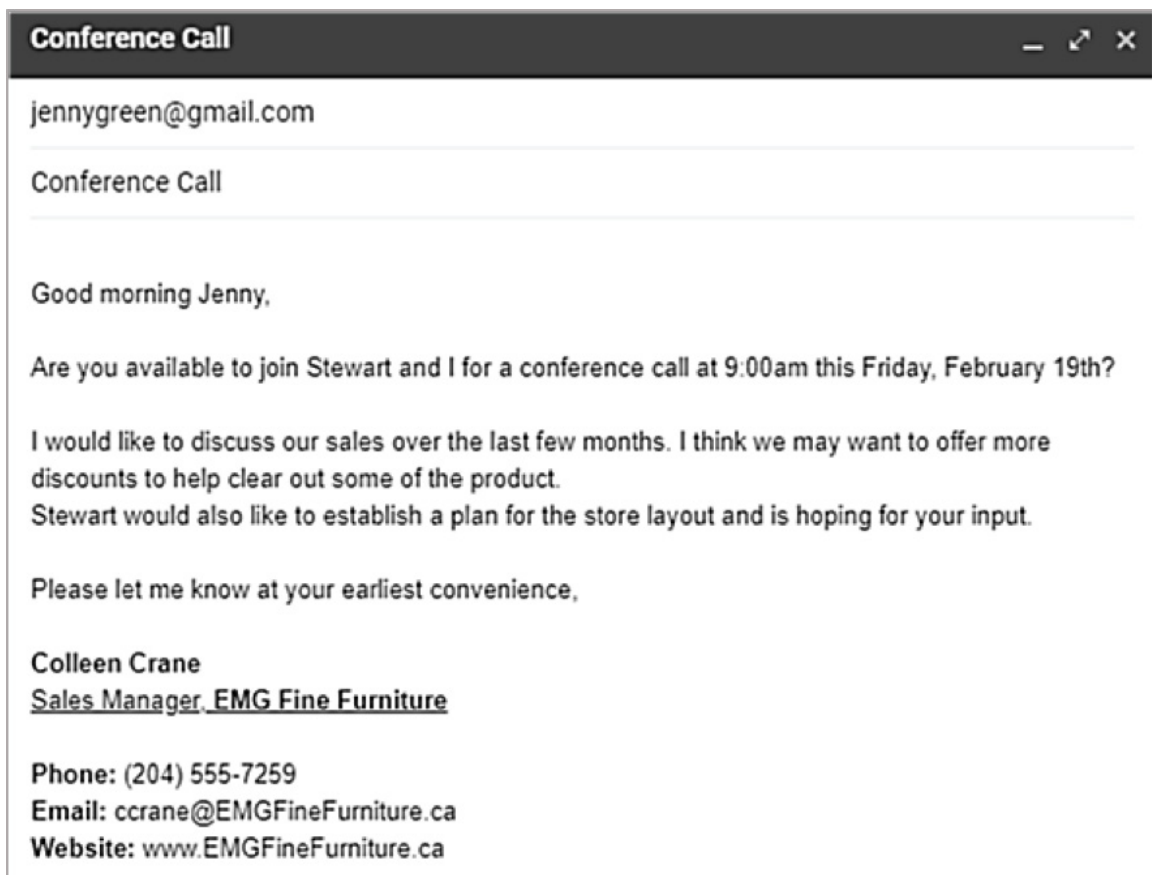 Conference Call
jennygreen@gmail.com
Conference Call
Good morning Jenny,
Are you available to join Stewart and I for a conference call at 9:00am this Friday, February 19th?
I would like to discuss our sales over the last few months. I think we may want to offer more
discounts to help clear out some of the product.
Stewart would also like to establish a plan for the store layout and is hoping for your input.
Please let me know at your earliest convenience,
Colleen Crane
Sales Manager, EMG Fine Furniture
Phone: (204) 555-7259
Email: ccrane@EMGFineFurniture.ca
Website: www.EMGFineFurniture.ca